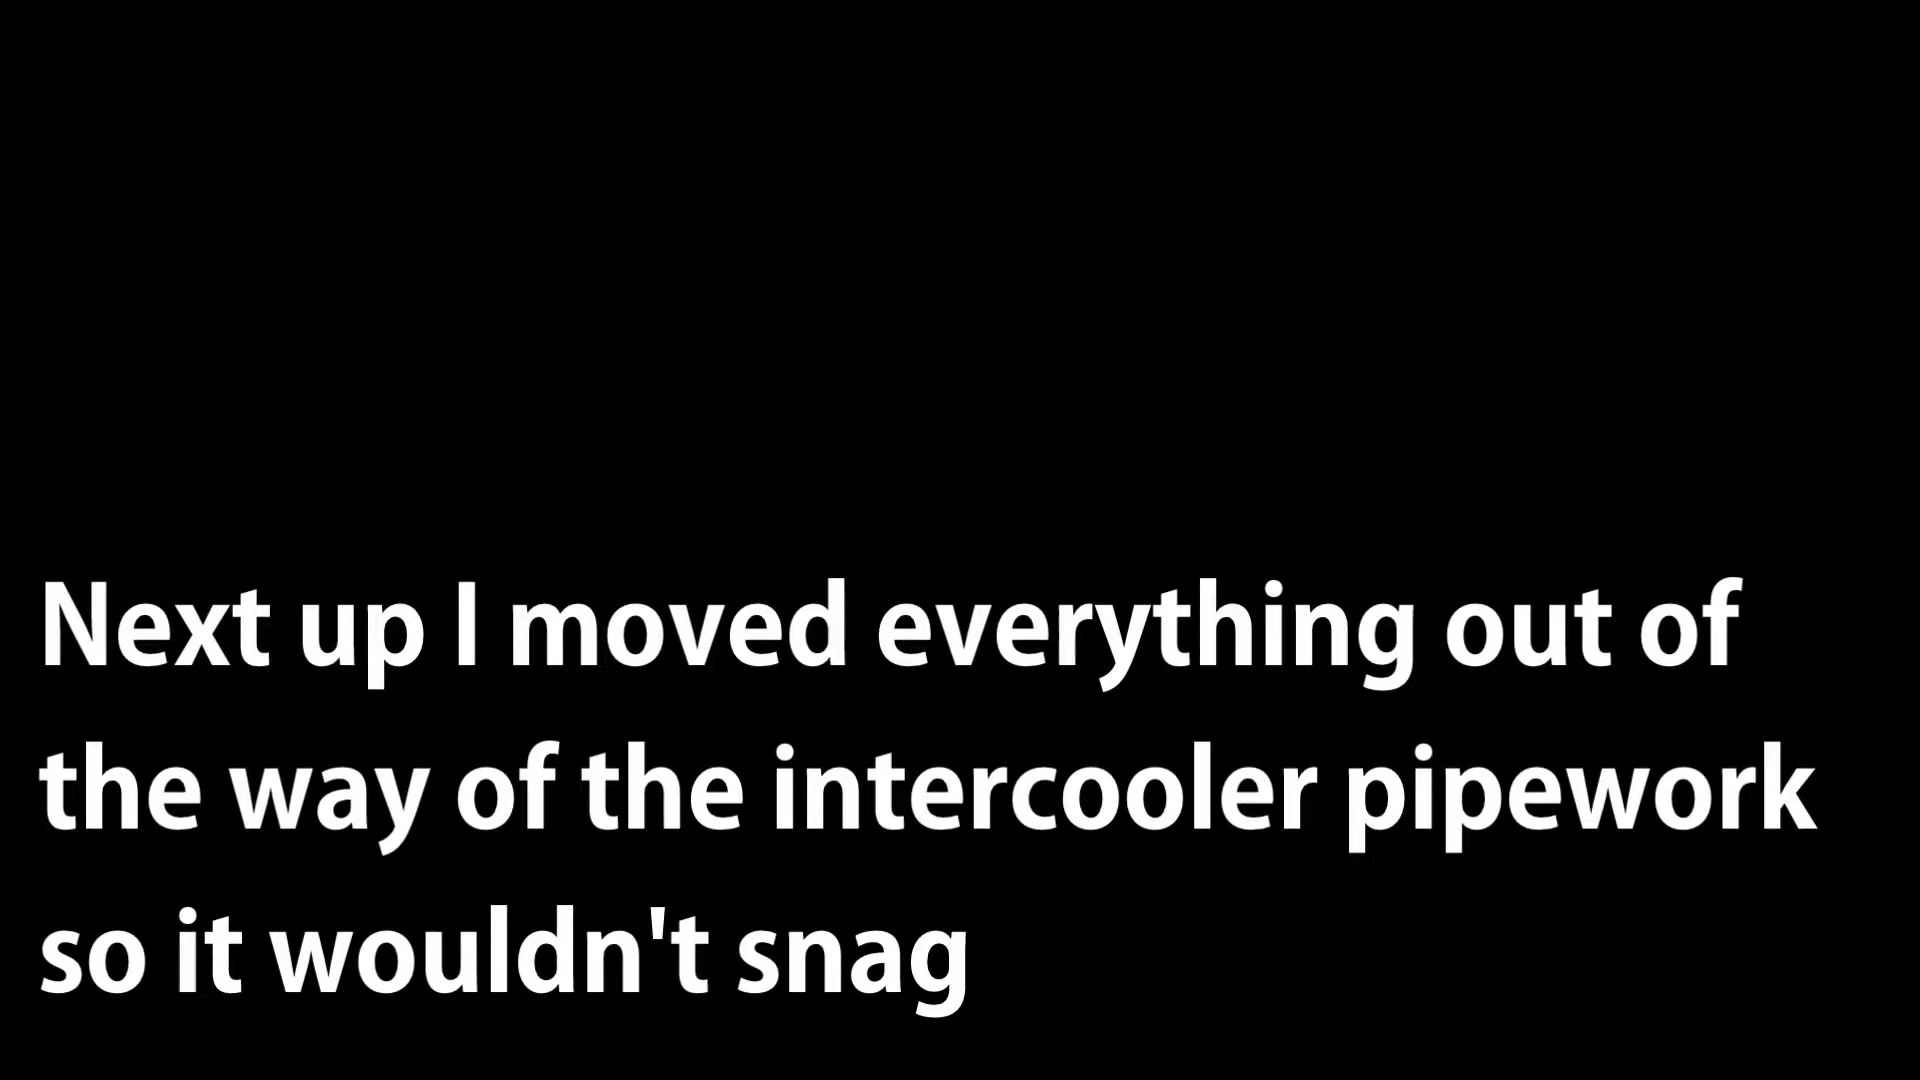 Next up I moved everything out of
the way of the intercooler pipework
so it wouldn't snag